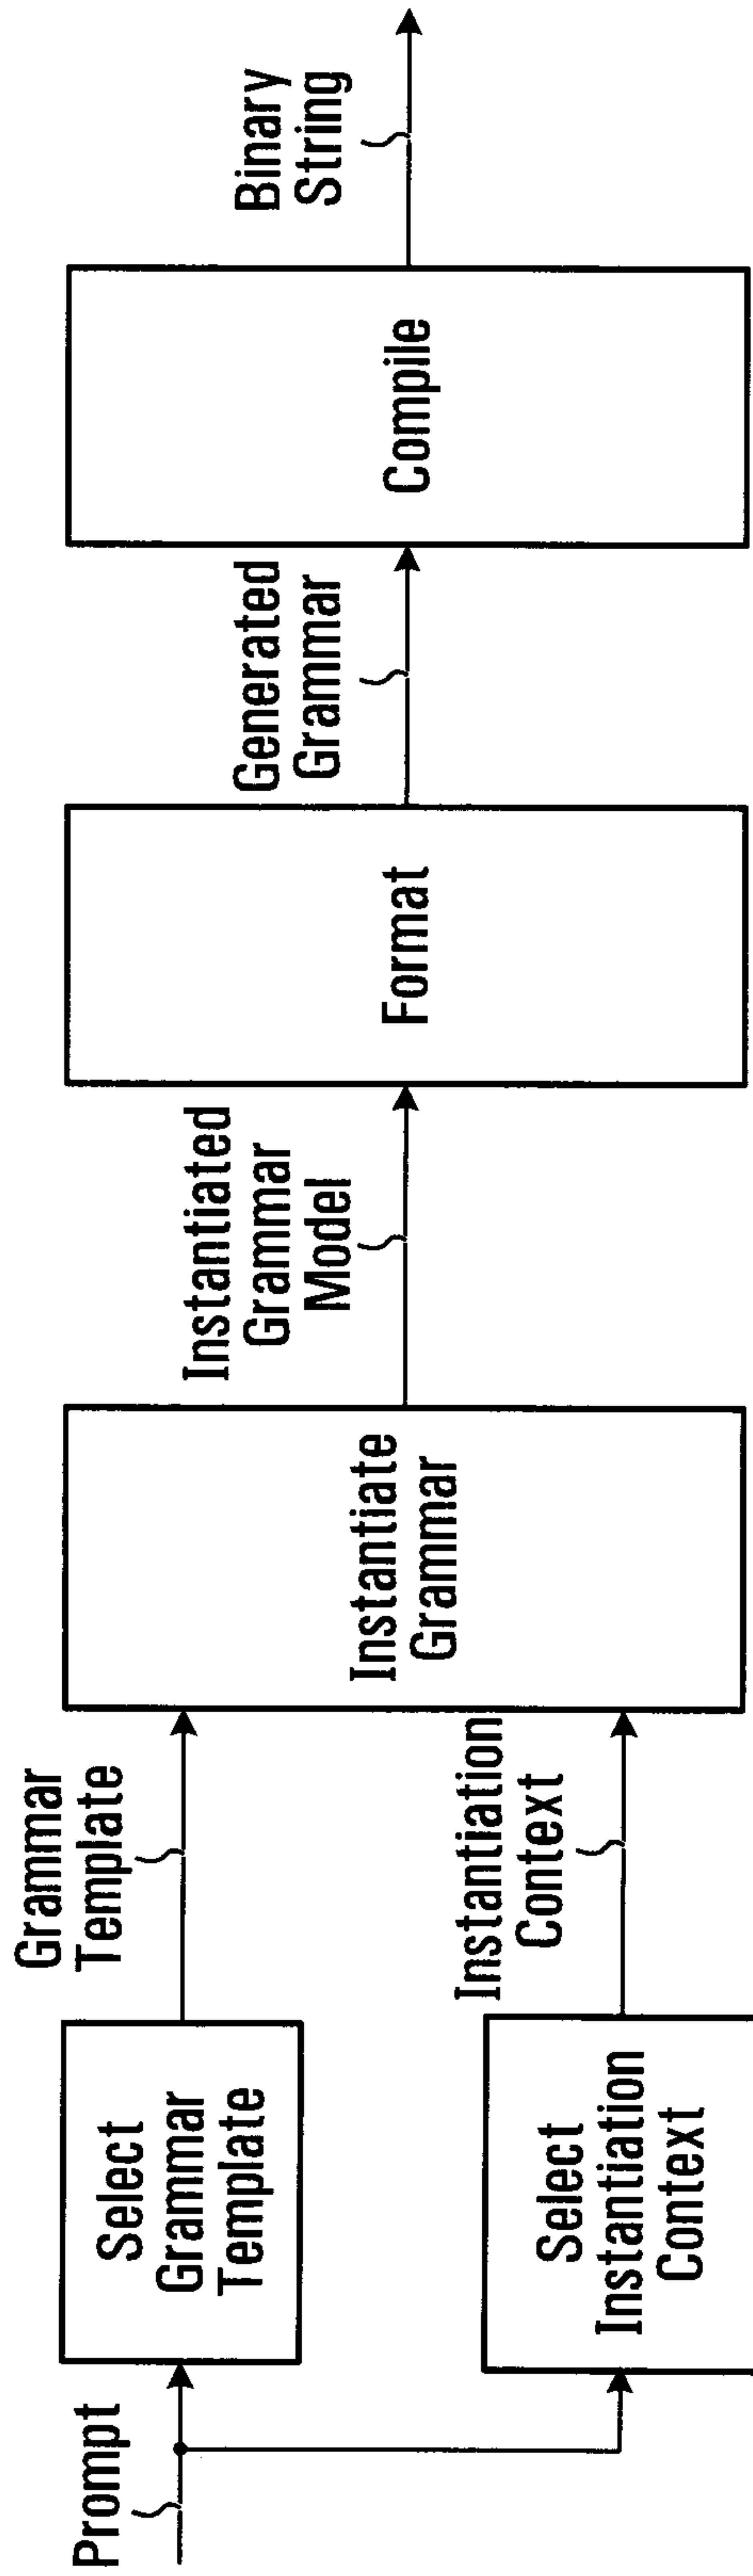 Prompt
Select
Grammar
Template
Grammar
Template
Select
Instantiation
Context
Instantiation
Context
Instantiate
Grammar
Instantiated
Grammar
Model
Format
Generated
Grammar
Compile
Binary
String